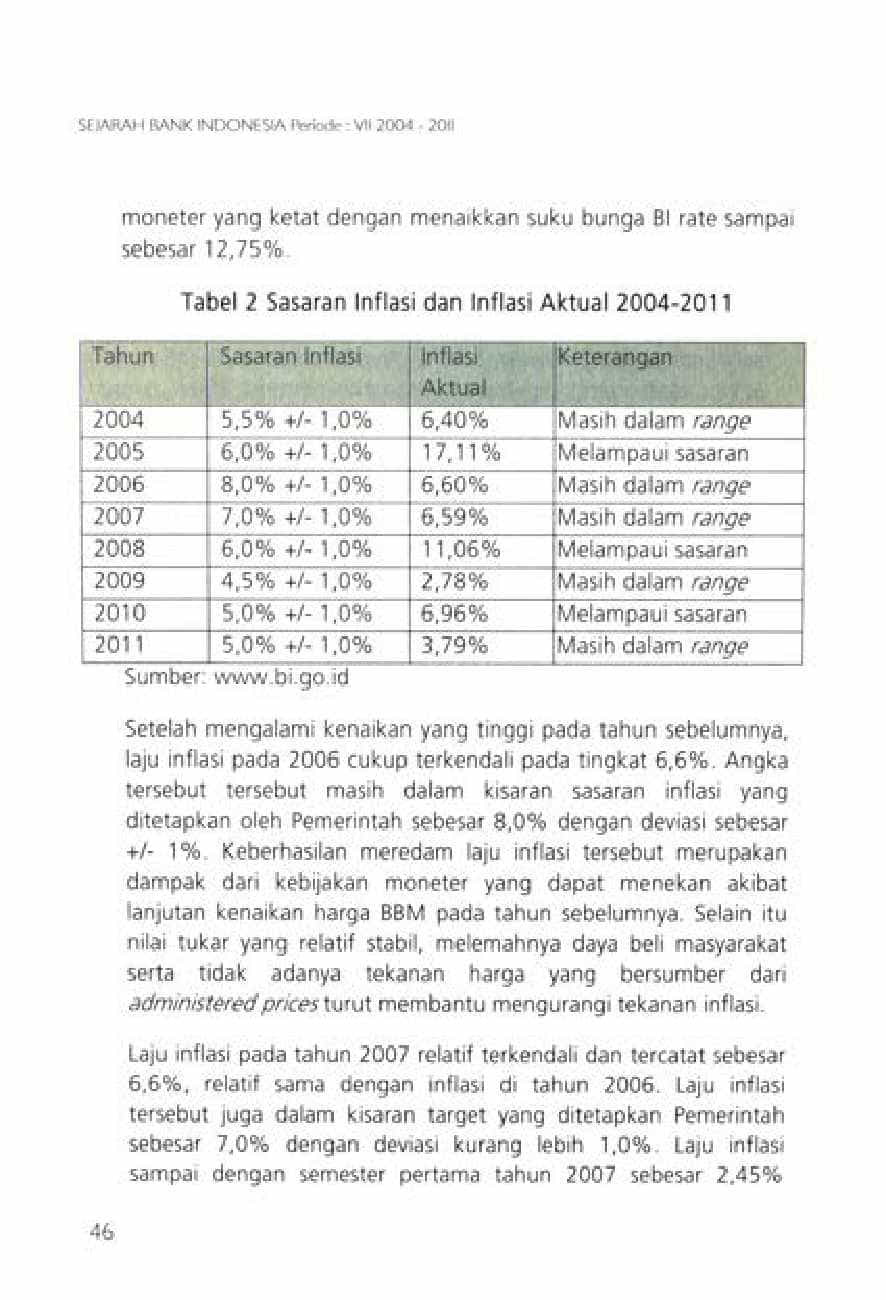 SEJARAH BANK INDONESIA Periode : VII 2004 - 2011
moneter yang ketat dengan menaikkan suku bunga BI rate sampai
sebesar 12,75%.
Tabel 2 Sasaran Inflasi dan Inflasi Aktual 2004-2011
Tahun Sasaran Inflasi Inflasi Aktual Keterangan
2004 5,5% +/- 1,0% 6,40% Masih dalam range
2005 6,0% +/- 1,0% 17,11% Melampaui sasaran
2006 8,0% +/- 1,0% 6,60% Masih dalam range
2007 7,0% +/- 1,0% 6,59% Masih dalam range
2008 6,0% +/- 1,0% 11,06% Melampaui sasaran
2009 4,5% +/- 1,0% 2,78% Masih dalam range
2010 5,0% +/- 1,0% 6,96% Melampaui sasaran
2011 5,0% +/- 1,0% 3,79% Masih dalam range
Sumber: www.bi.go.id
Setelah mengalami kenaikan yang tinggi pada tahun sebelumnya,
laju inflasi pada 2006 cukup terkendali pada tingkat 6,6%. Angka
tersebut tersebut masih dalam kisaran sasaran inflasi yang
ditetapkan oleh Pemerintah sebesar 8,0% dengan deviasi sebesar
+/- 1%. Keberhasilan meredam laju inflasi tersebut merupakan
dampak dari kebijakan moneter yang dapat menekan akibat
lanjutan kenaikan harga BBM pada tahun sebelumnya. Selain itu
nilai tukar yang relatif stabil, melemahnya daya beli masyarakat
serta tidak adanya tekanan harga yang bersumber dari
administered prices turut membantu mengurangi tekanan inflasi.
Laju inflasi pada tahun 2007 relatif terkendali dan tercatat sebesar
6,6%, relatif sama dengan inflasi di tahun 2006. Laju inflasi
tersebut juga dalam kisaran target yang ditetapkan Pemerintah
sebesar 7,0% dengan deviasi kurang lebih 1,0%. Laju inflasi
sampai dengan semester pertama tahun 2007 sebesar 2,45%
46